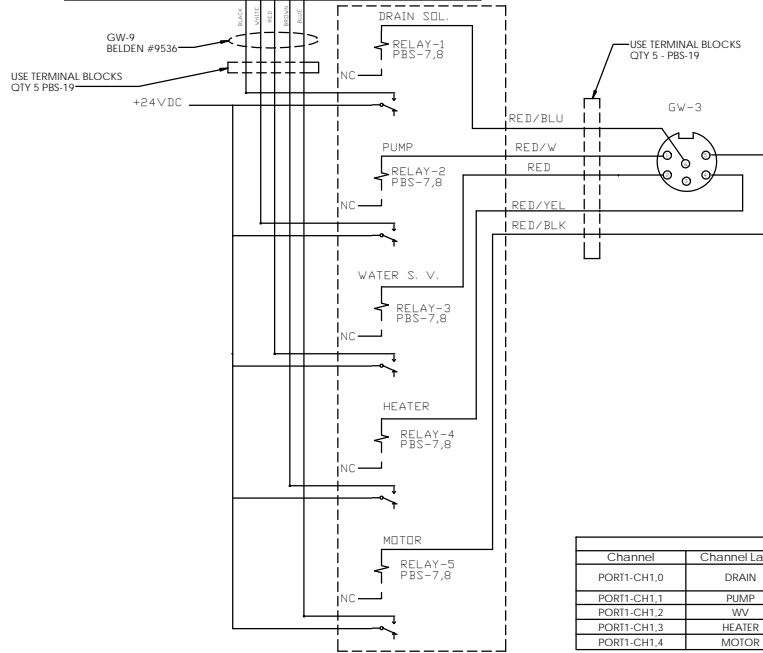 BLACK
WHITE
RED
BROWN
BLUE
GW-9
BELDEN #9536
USE TERMINAL BLOCKS
QTY 5 PBS-19
+24VDC
DRAIN SOL.
RELAY-1
PBS-7,8
NC
PUMP
RELAY-2
PBS-7,8
NC
WATER S. V.
RELAY-3
PBS-7,8
NC
HEATER
RELAY-4
PBS-7,8
NC
MOTOR
RELAY-5
PBS-7,8
NC
RED/BLU
RED/W
RED
RED/YEL
RED/BLK
USE TERMINAL BLOCKS
QTY 5 - PBS-19
GW-3
Channel Channel La
PORT1-CH1,0 DRAIN
PORT1-CH1,1 PUMP
PORT1-CH1,2 WV
PORT1-CH1,3 HEATER
PORT1-CH1,4 MOTOR